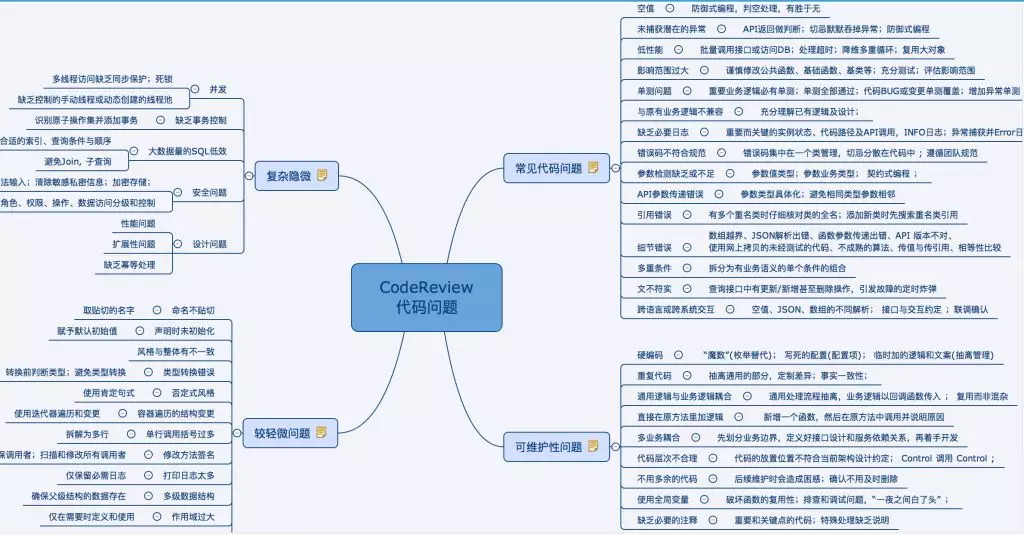 CodeReview
代码问题
常见代码问题
空值 防御式编程，判空处理，有胜于无
未捕获潜在的异常 API返回做判断；切忌默默吞掉异常；防御式编程
低性能 批量调用接口或访问DB；处理超时；降维多重循环；复用大对象
影响范围过大 谨慎修改公共函数、基础函数、基类等；充分测试；评估影响范围
单测问题 重要业务逻辑必有单测；单测全部通过；代码BUG或变更单测覆盖；增加异常单测
与原有业务逻辑不兼容 充分理解已有逻辑及设计；
缺乏必要日志 重要而关键的实例状态、代码路径及API调用，INFO日志；异常捕获并Error日
错误码不符合规范 错误码集中在一个类管理，切忌分散在代码中；遵循团队规范
参数检测缺乏或不足 参数值类型；参数业务类型；契约式编程；
API参数传递错误 参数类型具体化；避免相同类型参数相邻
引用错误 有多个重名类时仔细核对类的全名；添加新类时先搜索重名类引用
细节错误 数组越界、JSON解析出错、函数参数传递出错、API 版本不对、
使用网上拷贝的未经测试的代码、不成熟的算法、传值与传引用、相等性比较
多重条件 拆分为有业务语义的单个条件的组合
文不符实 查询接口中有更新/新增甚至删除操作，引发故障的定时炸弹
跨语言或跨系统交互 空值、JSON、数组的不同解析；接口与交互约定；联调确认
可维护性问题
硬编码 “魔数”(枚举替代)；写死的配置(配置项)；临时加的逻辑和文案(抽离管理)
重复代码 抽离通用的部分，定制差异；事实一致性；
通用逻辑与业务逻辑耦合 通用处理流程抽离，业务逻辑以回调函数传入；复用而非混杂
直接在原方法里加逻辑 新增一个函数，然后在原方法中调用并说明原因
多业务耦合 先划分业务边界，定义好接口设计和服务依赖关系，再着手开发
代码层次不合理 代码的放置位置不符合当前架构设计约定；Control 调用 Control；
不用多余的代码 后续维护时会造成困惑；确认不用及时删除
使用全局变量 破坏函数的复用性；排查和调试问题，“一夜之间白了头”；
缺乏必要的注释 重要和关键点的代码；特殊处理缺乏说明
复杂隐微
多线程访问缺乏同步保护；死锁
并发
缺乏控制的手动线程或动态创建的线程池
识别原子操作集并添加事务 缺乏事务控制
合适的索引、查询条件与顺序
大数据量的SQL低效
避免Join，子查询
法输入；清除敏感私密信息；加密存储；
安全问题
角色、权限、操作、数据访问分级和控制
性能问题
扩展性问题 设计问题
缺乏幂等处理
较轻微问题
取贴切的名字 命名不贴切
赋予默认初始值 声明时未初始化
风格与整体有不一致
转换前判断类型；避免类型转换 类型转换错误
使用肯定句式 否定式风格
使用迭代器遍历和变更 容器遍历的结构变更
拆解为多行 单行调用括号过多
保调用者；扫描和修改所有调用者 修改方法签名
仅保留必需日志 打印日志太多
确保父级结构的数据存在 多级数据结构
仅在需要时定义和使用 作用域过大